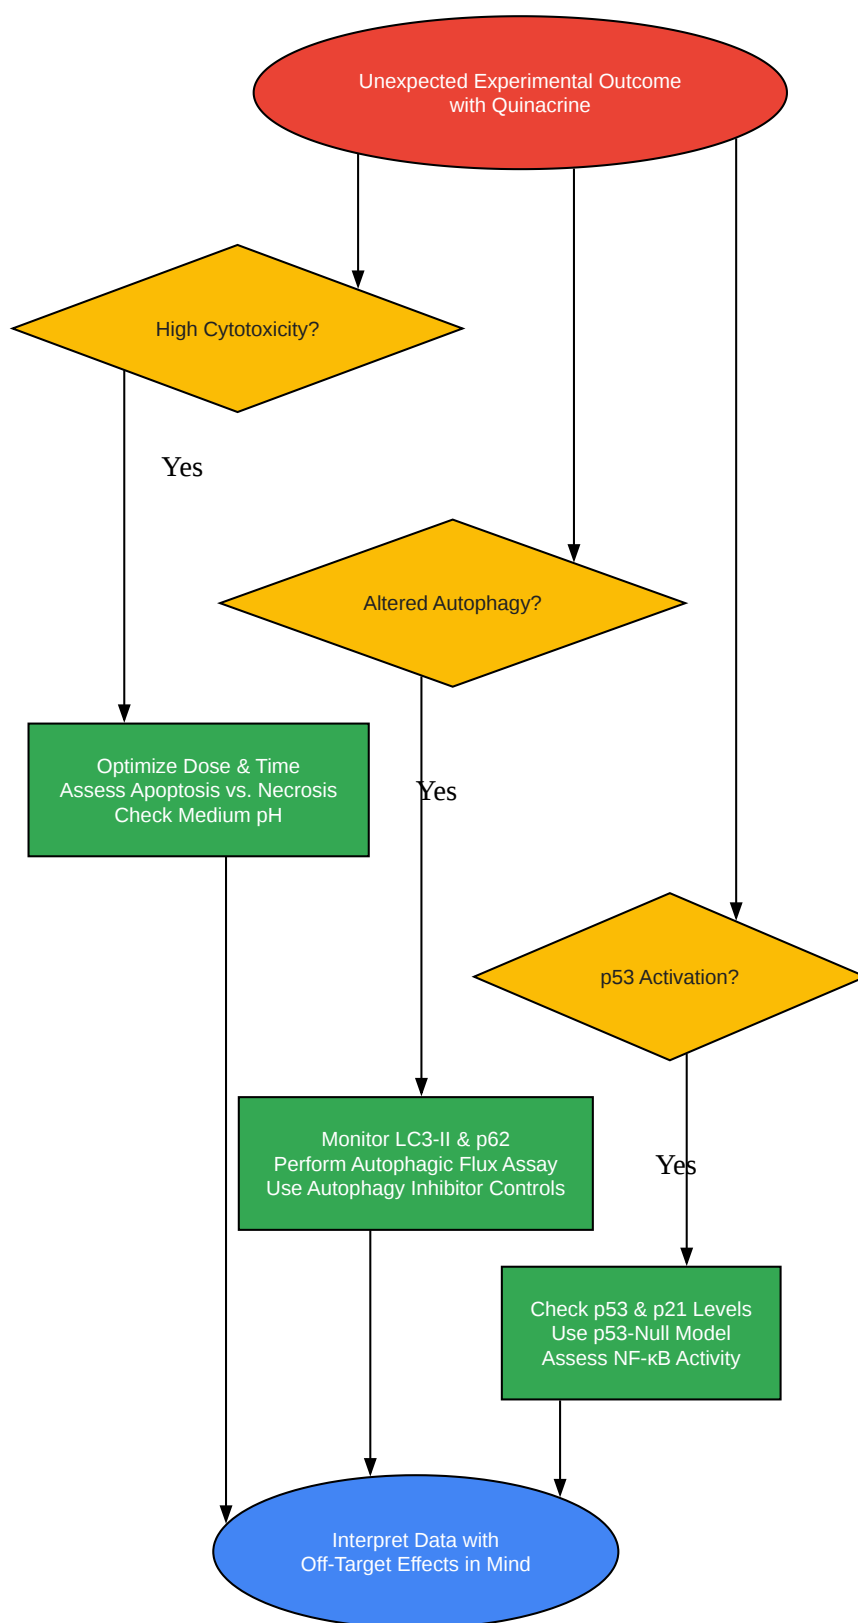 Unexpected Experimental Outcome
with Quinacrine
High Cytotoxicity?
Yes
Altered Autophagy?
Optimize Dose & Time
Assess Apoptosis vs. Necrosis
Check Medium pH
Yes
p53 Activation?
Monitor LC3-II & p62
Perform Autophagic Flux Assay
Use Autophagy Inhibitor Controls
Yes
Check p53 & p21 Levels
Use p53-Null Model
Assess NF-κB Activity
Interpret Data with
Off-Target Effects in Mind